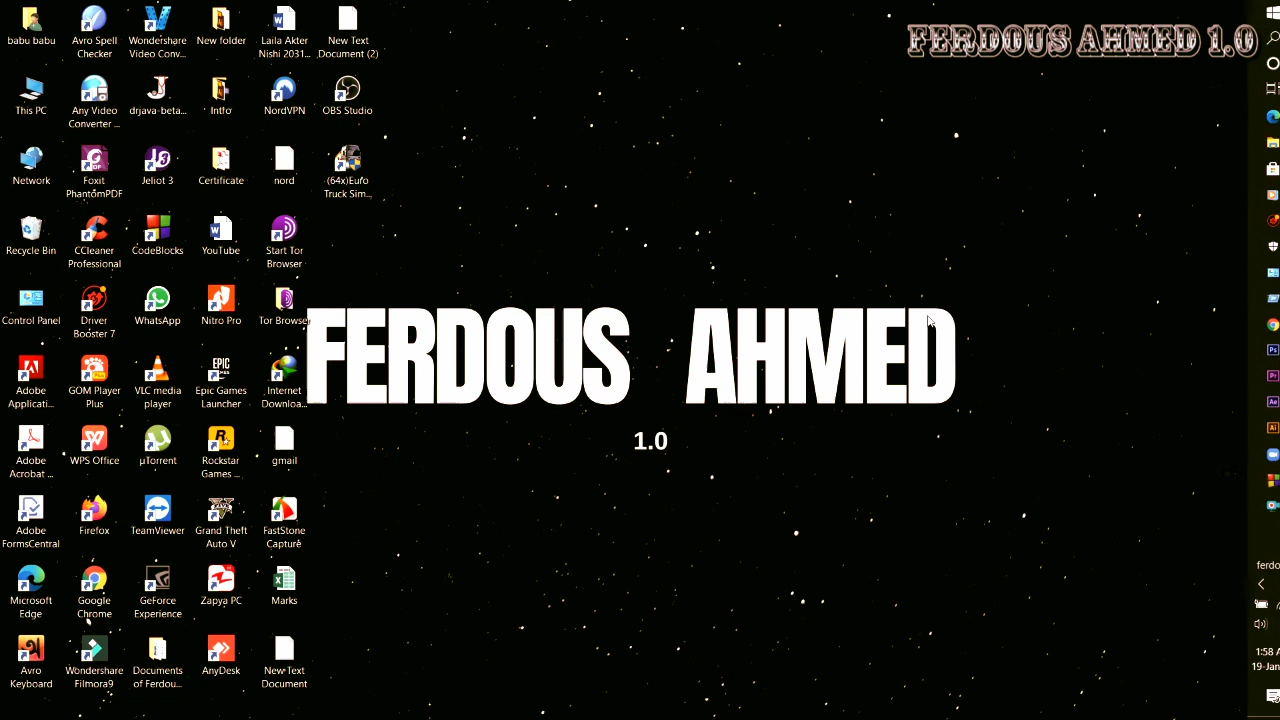 babu babu
Avro Spell
Checker
Wondershare
Video Conv...
New folder
Laila Akter
Nishi 2031...
New Text
Document (2)
FERDOUS AHMED 1.0
This PC
Any Video
Converter ...
drjava-beta...
Intfo
NordVPN
OBS Studio
Network
Foxit
PhantomPDF
Jeliot 3
Certificate
nord
(64x)Euro
Truck Sim...
Recycle Bin
CCleaner
Professional
CodeBlocks
YouTube
Start Tor
Browser
Control Panel
Driver
Booster 7
WhatsApp
Nitro Pro
Tor Browser
FERDOUS AHMED
1.0
Adobe
Applicati...
GOM Player
Plus
VLC media
player
Epic Games
Launcher
Internet
Downloa...
Adobe
Acrobat ...
WPS Office
µTorrent
Rockstar
Games ...
gmail
Adobe
FormsCentral
Firefox
TeamViewer
Grand Theft
Auto V
FastStone
Capture
Microsoft
Edge
Google
Chrome
GeForce
Experience
Zapya PC
Marks
Avro
Keyboard
Wondershare
Filmora9
Documents
of Ferdou...
AnyDesk
New Text
Document
ferdo
1:58 A
19-Jan